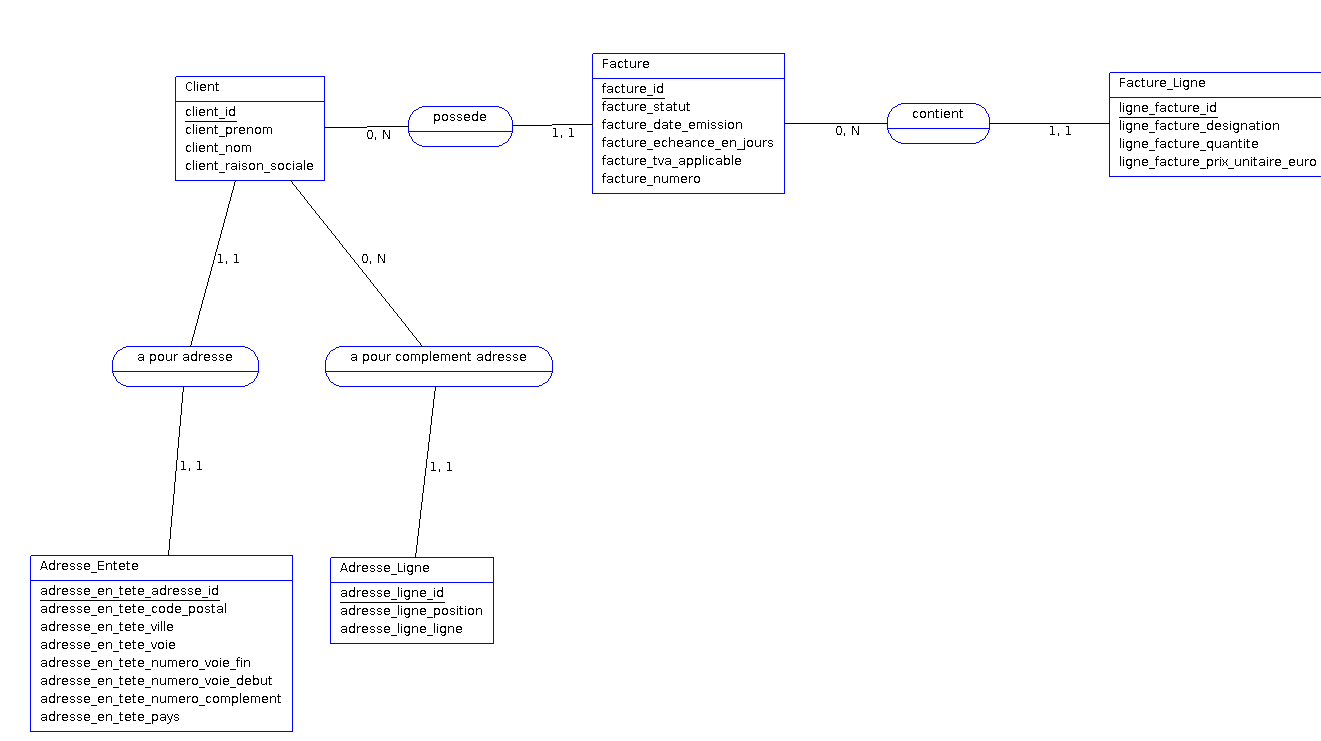 Client
client_id
client_prenom
client_nom
client_raison_sociale
0, N
possede
1, 1
Facture
facture_id
facture_statut
facture_date_emission
facture_echeance_en_jours
facture_tva_applicable
facture_numero
0, N
contient
1, 1
Facture_Ligne
ligne_facture_id
ligne_facture_designation
ligne_facture_quantite
ligne_facture_prix_unitaire_euro
1, 1
0, N
a pour adresse
a pour complement adresse
1, 1
1, 1
Adresse_Entete
adresse_en_tete_adresse_id
adresse_en_tete_code_postal
adresse_en_tete_ville
adresse_en_tete_voie
adresse_en_tete_numero_voie_fin
adresse_en_tete_numero_voie_debut
adresse_en_tete_numero_complement
adresse_en_tete_pays
Adresse_Ligne
adresse_ligne_id
adresse_ligne_position
adresse_ligne_ligne